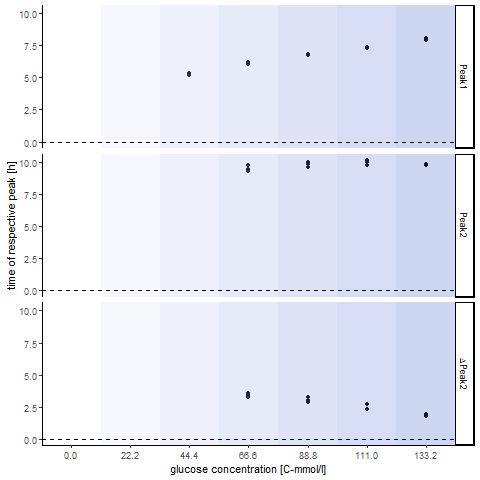 10.0
7.5
5.0
2.5
0.0
Peak1
10.0
7.5
5.0
2.5
0.0
Peak2
10.0
7.5
5.0
2.5
0.0
ΔPeak2
time of respective peak [h]
0.0 22.2 44.4 66.6 88.8 111.0 133.2
glucose concentration [C-mmol/l]